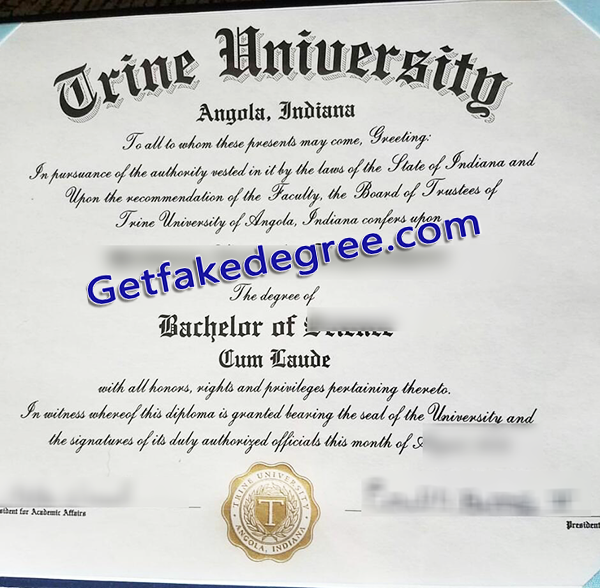 Trine University
Angola, Indiana
To all to whom these presents may come, Greeting:
In pursuance of the authority vested in it by the laws of the State of Indiana and
Upon the recommendation of the Faculty, the Board of Trustees of
Trine University of Angola, Indiana confers upon
Getfakedegree.com
The degree of
Bachelor of
Cum Laude
with all honors, rights and privileges pertaining thereto.
In witness whereof this diploma is granted bearing the seal of the University and
the signatures of its duly authorized officials this month of
TRINE UNIVERSITY
T
ANGOLA, INDIANA
for Academic Affairs
President